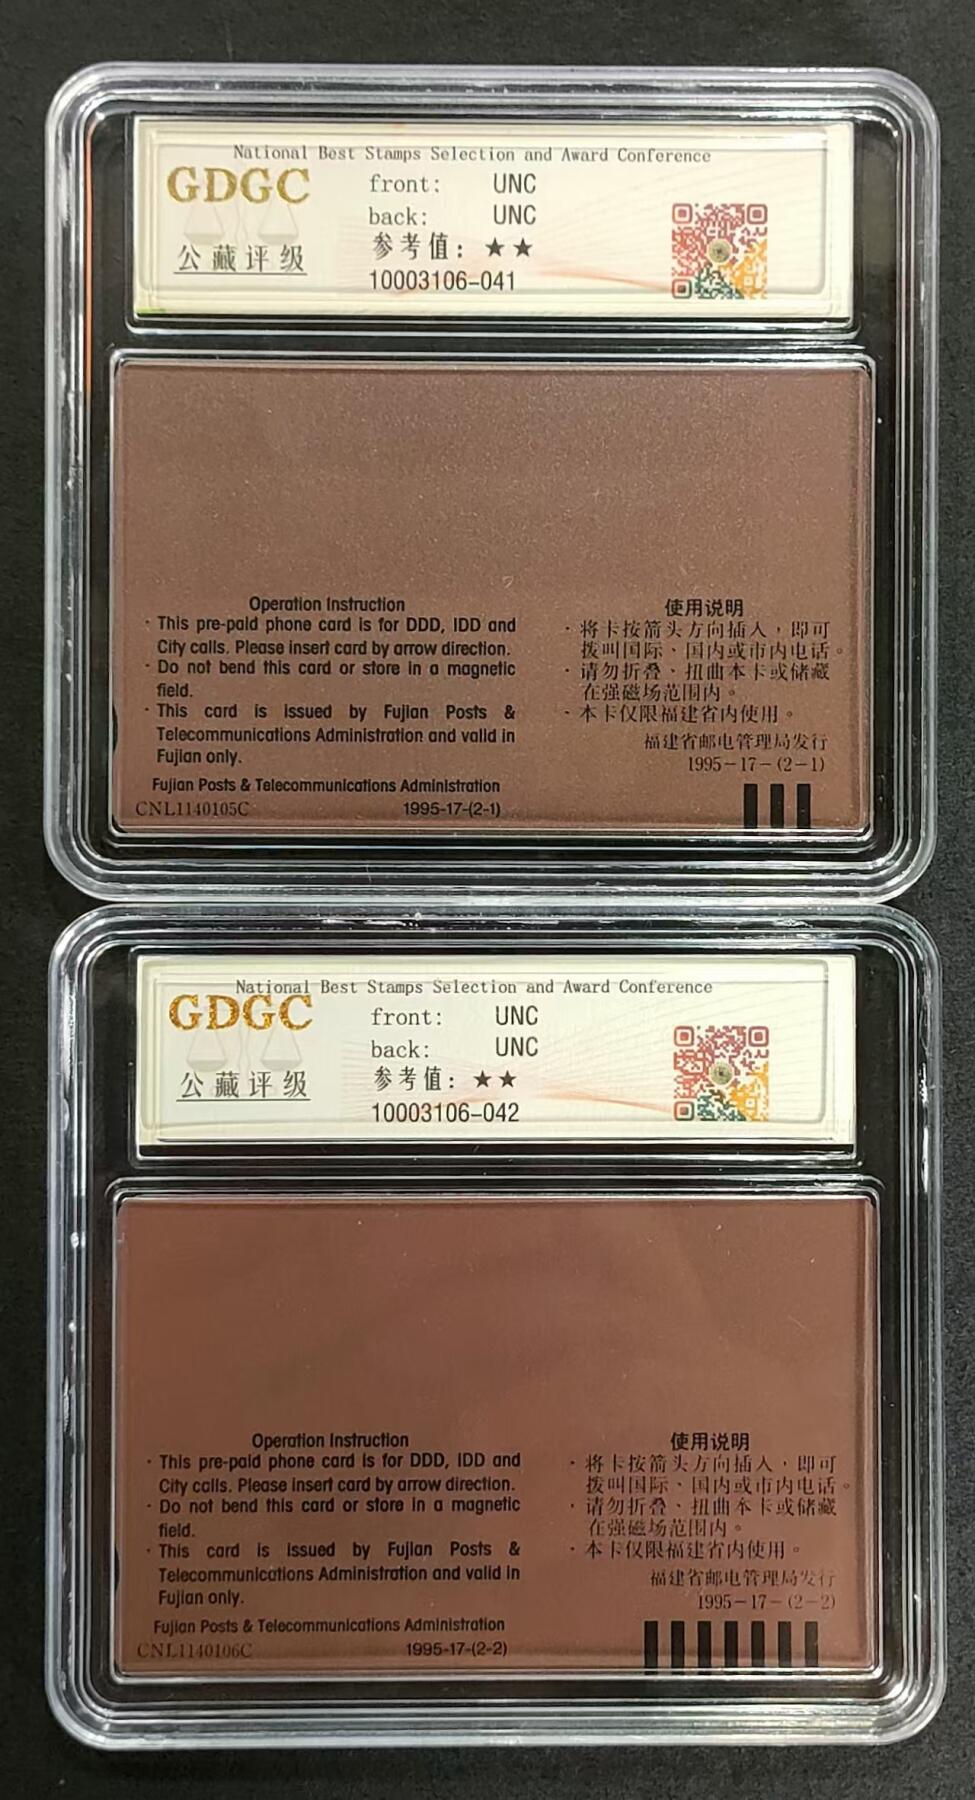 National Best Stamps Selection and Award Conference
GDGC
公藏评级
front: UNC
back: UNC
参考值: ★★
10003106-041
Operation Instruction
· This pre-paid phone card is for DDD, IDD and
City calls. Please insert card by arrow direction.
· Do not bend this card or store in a magnetic
field.
· This card is issued by Fujian Posts &
Telecommunications Administration and valid in
Fujian only.
Fujian Posts & Telecommunications Administration
CNL1140105C 1995-17-(2-1)
使用说明
· 将卡按箭头方向插入，即可
拨叫国际、国内或市内电话。
· 请勿折叠、扭曲本卡或储藏
在强磁场范围内。
· 本卡仅限福建省内使用。
福建省邮电管理局发行
1995-17-(2-1)
National Best Stamps Selection and Award Conference
GDGC
公藏评级
front: UNC
back: UNC
参考值: ★★
10003106-042
Operation Instruction
· This pre-paid phone card is for DDD, IDD and
City calls. Please insert card by arrow direction.
· Do not bend this card or store in a magnetic
field.
· This card is issued by Fujian Posts &
Telecommunications Administration and valid in
Fujian only.
Fujian Posts & Telecommunications Administration
CNL1140106C 1995-17-(2-2)
使用说明
· 将卡按箭头方向插入，即可
拨叫国际、国内或市内电话。
· 请勿折叠、扭曲本卡或储藏
在强磁场范围内。
· 本卡仅限福建省内使用。
福建省邮电管理局发行
1995-17-(2-2)